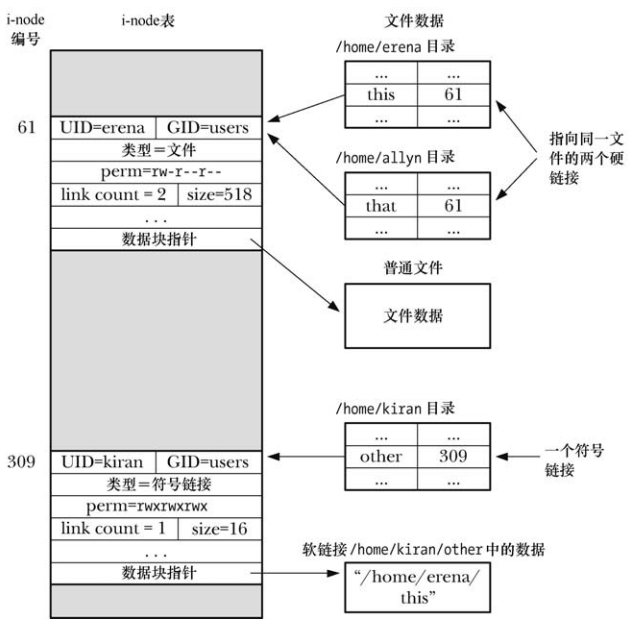 i-node
编号
i-node表
文件数据
/home/erena 目录
... ...
this 61
... ...
61
UID=erena GID=users
类型=文件
perm=rw-r--r--
link count = 2 size=518
...
数据块指针
指向同一文
件的两个硬
链接
/home/allyn 目录
... ...
that 61
... ...
普通文件
文件数据
/home/kiran 目录
... ...
other 309
... ...
一个符号
链接
309
UID=kiran GID=users
类型=符号链接
perm=rwxrwxrwx
link count = 1 size=16
...
数据块指针
软链接/home/kiran/other中的数据
“/home/erena/
this”